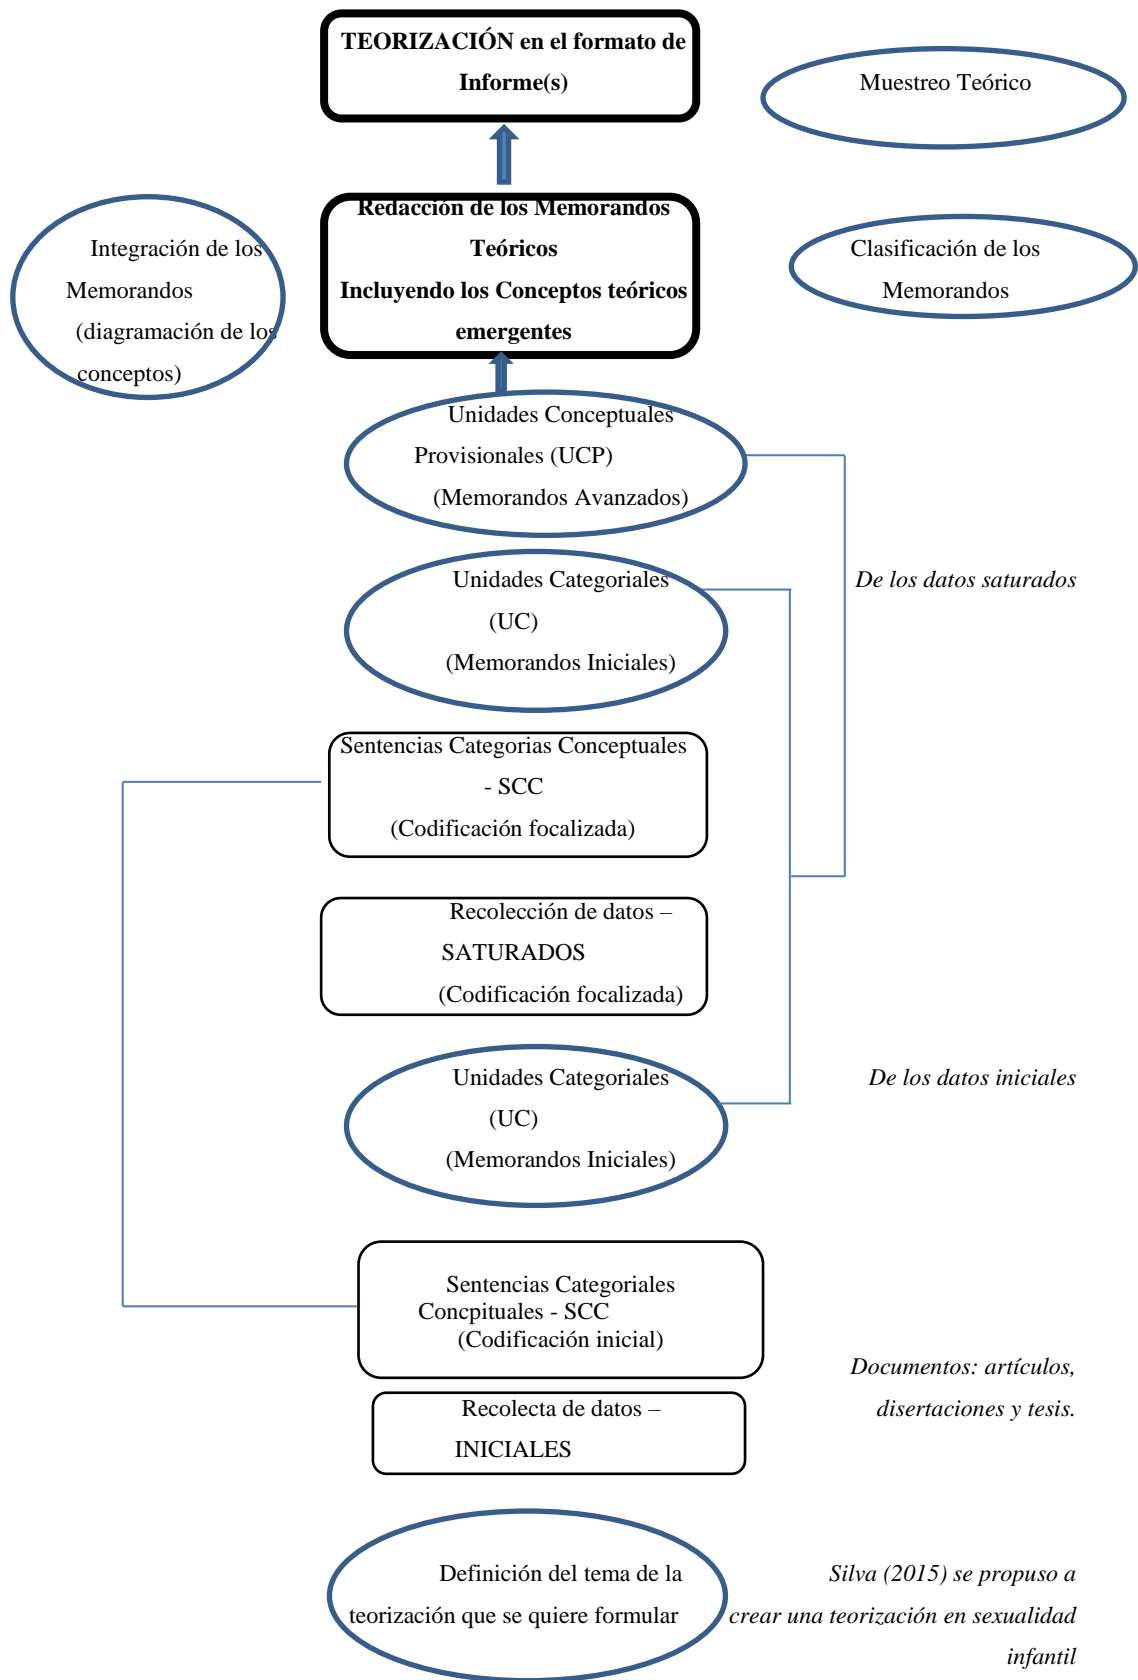 TEORIZACIÓN en el formato de
Informe(s)
Muestreo Teórico
Redacción de los Memorandos
Teóricos
Incluyendo los Conceptos teóricos
emergentes
Integración de los
Memorandos
(diagramación de los
conceptos)
Clasificación de los
Memorandos
Unidades Conceptuales
Provisionales (UCP)
(Memorandos Avanzados)
Unidades Categoriales
(UC)
(Memorandos Iniciales)
De los datos saturados
Sentencias Categorias Conceptuales
- SCC
(Codificación focalizada)
Recolección de datos –
SATURADOS
(Codificación focalizada)
Unidades Categoriales
(UC)
(Memorandos Iniciales)
De los datos iniciales
Sentencias Categoriales
Concpituales - SCC
(Codificación inicial)
Documentos: artículos,
disertaciones y tesis.
Recolecta de datos –
INICIALES
Definición del tema de la
teorización que se quiere formular
Silva (2015) se propuso a
crear una teorización en sexualidad
infantil